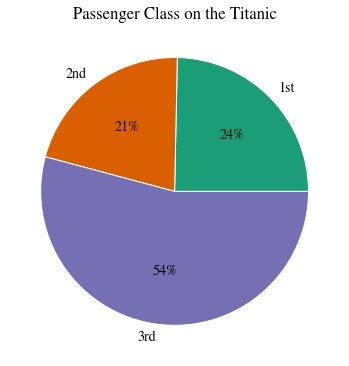 Passenger Class on the Titanic
2nd
1st
21%
24%
54%
3rd